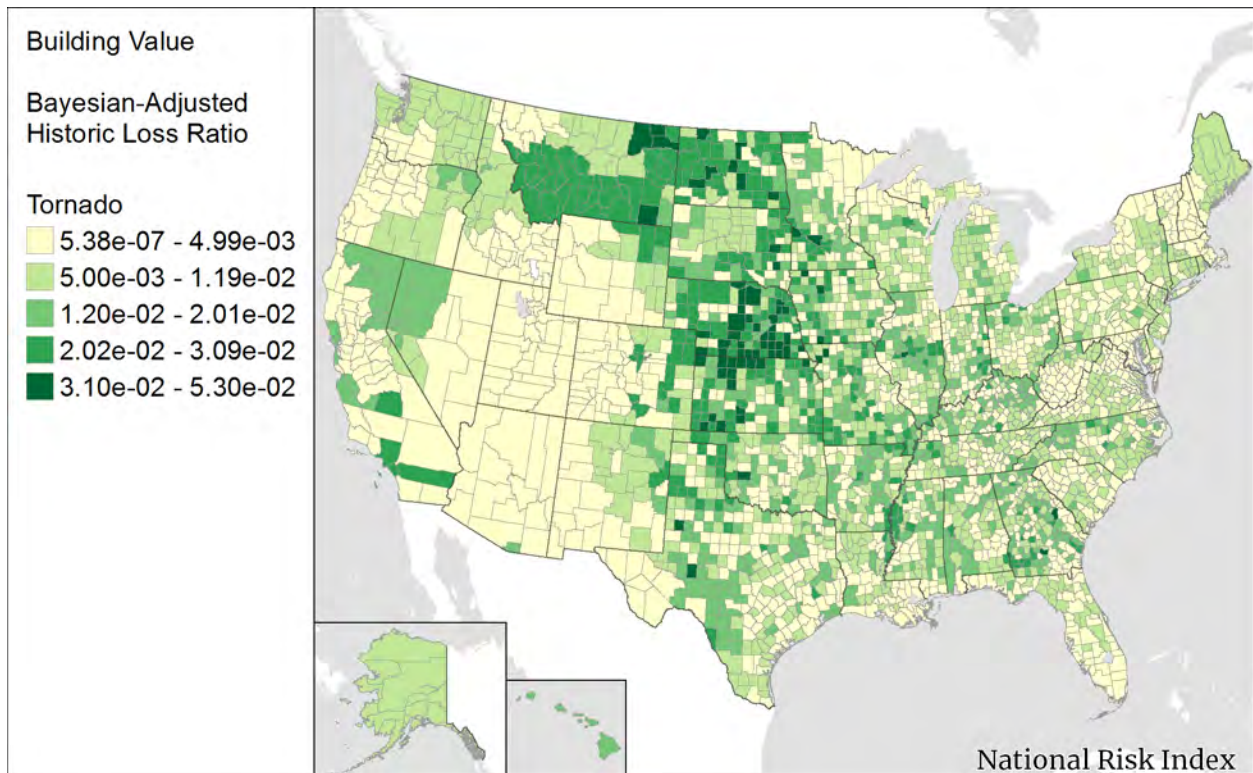 Building Value
Bayesian-Adjusted
Historic Loss Ratio
Tornado
5.38e-07 - 4.99e-03
5.00e-03 - 1.19e-02
1.20e-02 - 2.01e-02
2.02e-02 - 3.09e-02
3.10e-02 - 5.30e-02
National Risk Index